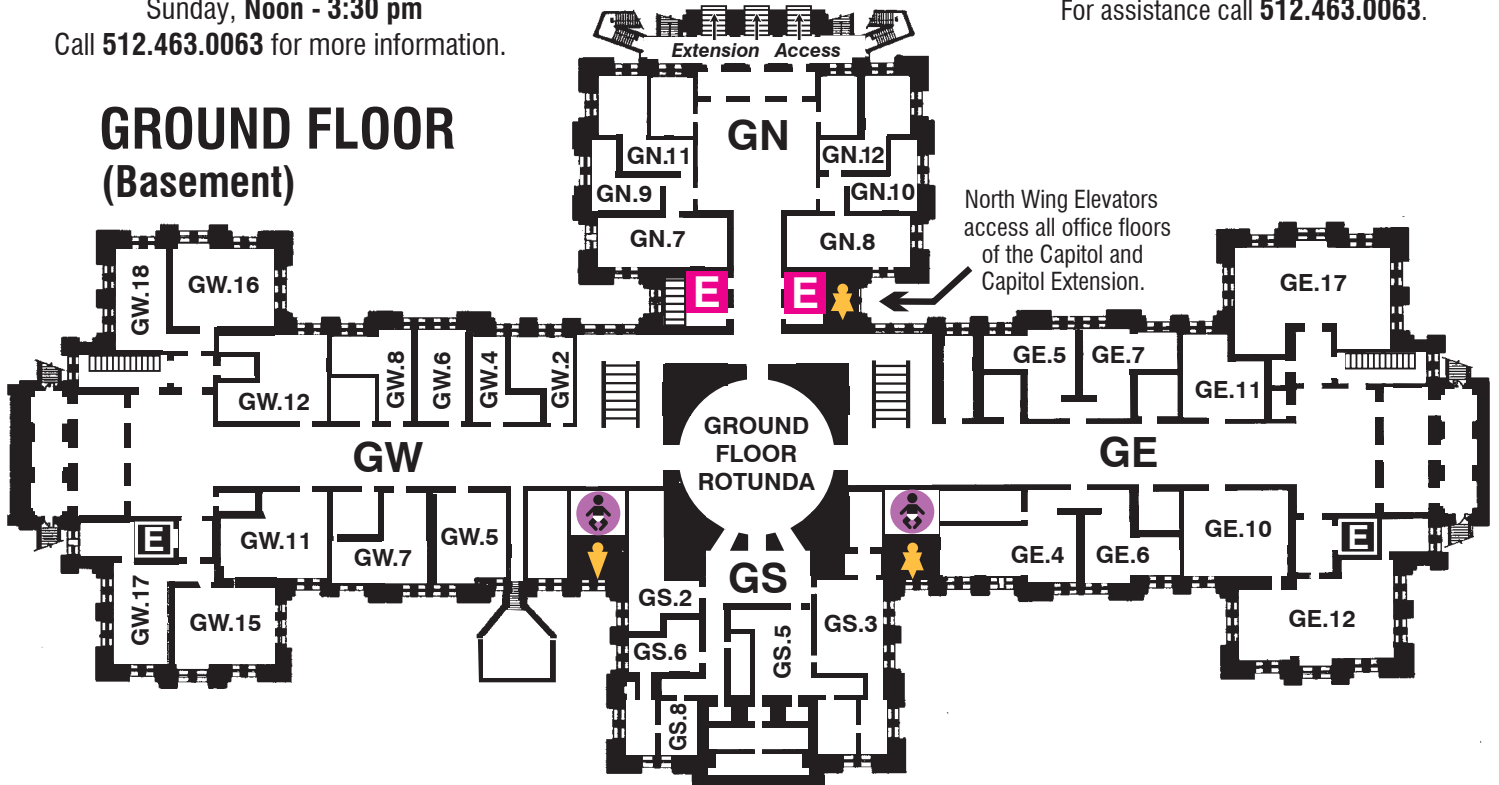 Sunday, Noon - 3:30 pm
Call 512.463.0063 for more information.
For assistance call 512.463.0063.
GROUND FLOOR
(Basement)
Extension Access
GN
GN.11
GN.12
GN.9
GN.10
GN.7
GN.8
E
E
North Wing Elevators
access all office floors
of the Capitol and
Capitol Extension.
GW.18
GW.16
GE.17
GW.12
GW.8
GW.6
GW.4
GW.2
GE.5
GE.7
GE.11
GROUND
FLOOR
ROTUNDA
GW
GE
E
GW.11
GW.7
GW.5
GE.4
GE.6
GE.10
E
GW.17
GW.15
GS
GS.2
GS.6
GS.5
GS.3
GS.8
GE.12